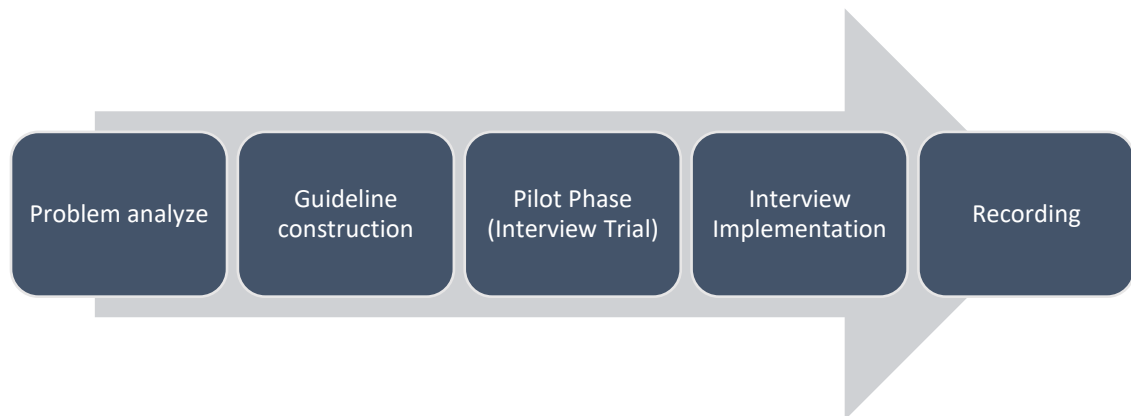 Problem analyze
Guideline
construction
Pilot Phase
(Interview Trial)
Interview
Implementation
Recording